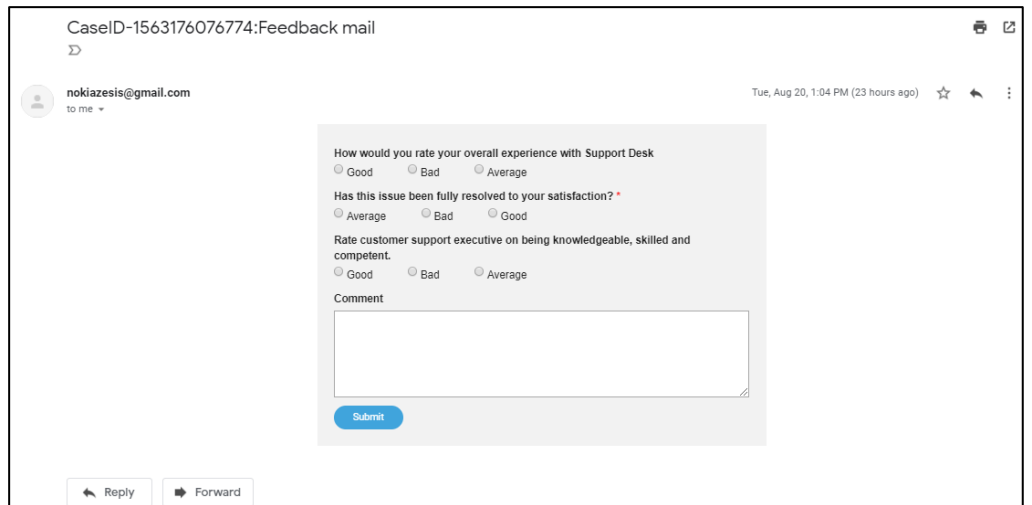 CaseID-1563176076774:Feedback mail
nokiazesis@gmail.com
Tue, Aug 20, 1:04 PM (23 hours ago)
to me
How would you rate your overall experience with Support Desk
Good Bad Average
Has this issue been fully resolved to your satisfaction? *
Average Bad Good
Rate customer support executive on being knowledgeable, skilled and
competent.
Good Bad Average
Comment
Submit
Reply Forward